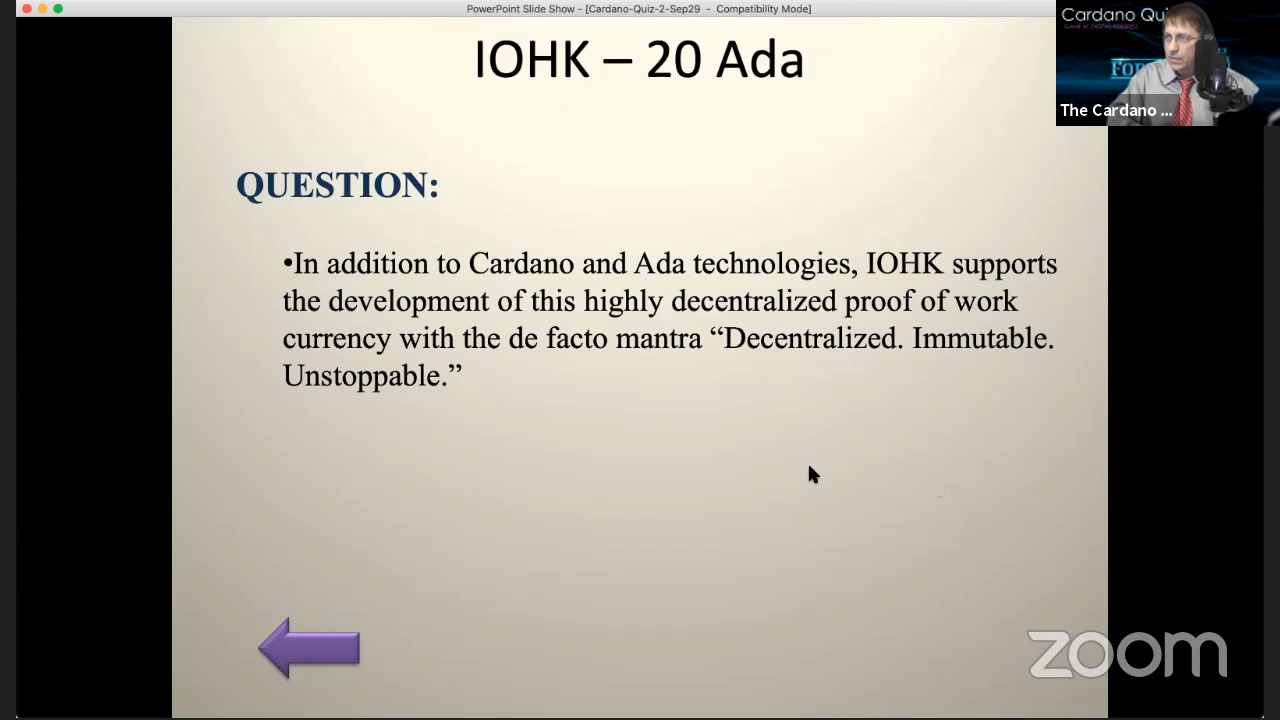 PowerPoint Slide Show - [Cardano-Quiz-2-Sep29 - Compatibility Mode]
IOHK – 20 Ada
Cardano Qui
The Cardano ...
QUESTION:
•In addition to Cardano and Ada technologies, IOHK supports
the development of this highly decentralized proof of work
currency with the de facto mantra “Decentralized. Immutable.
Unstoppable.”
zoom